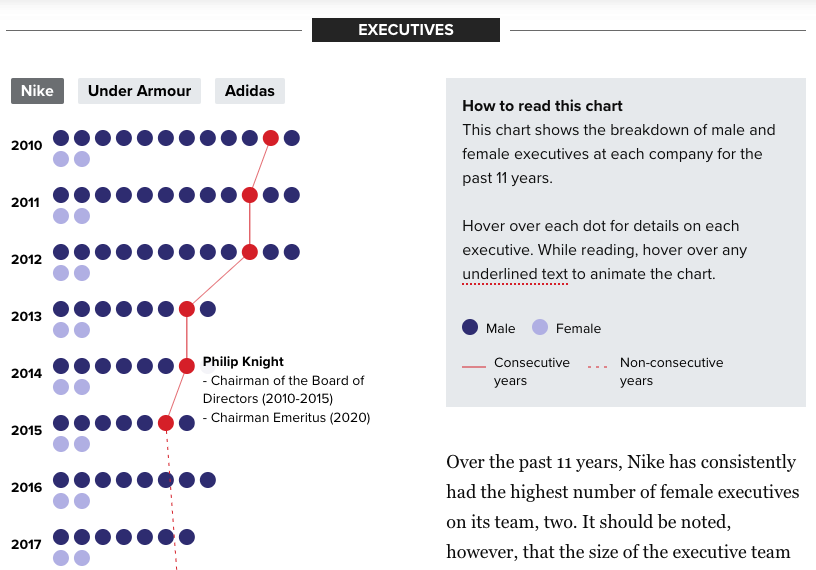 EXECUTIVES
Nike
Under Armour
Adidas
2010
2011
2012
2013
2014
2015
2016
2017
Philip Knight
- Chairman of the Board of
Directors (2010-2015)
- Chairman Emeritus (2020)
How to read this chart
This chart shows the breakdown of male and
female executives at each company for the
past 11 years.
Hover over each dot for details on each
executive. While reading, hover over any
underlined text to animate the chart.
Male
Female
Consecutive
years
Non-consecutive
years
Over the past 11 years, Nike has consistently
had the highest number of female executives
on its team, two. It should be noted,
however, that the size of the executive team